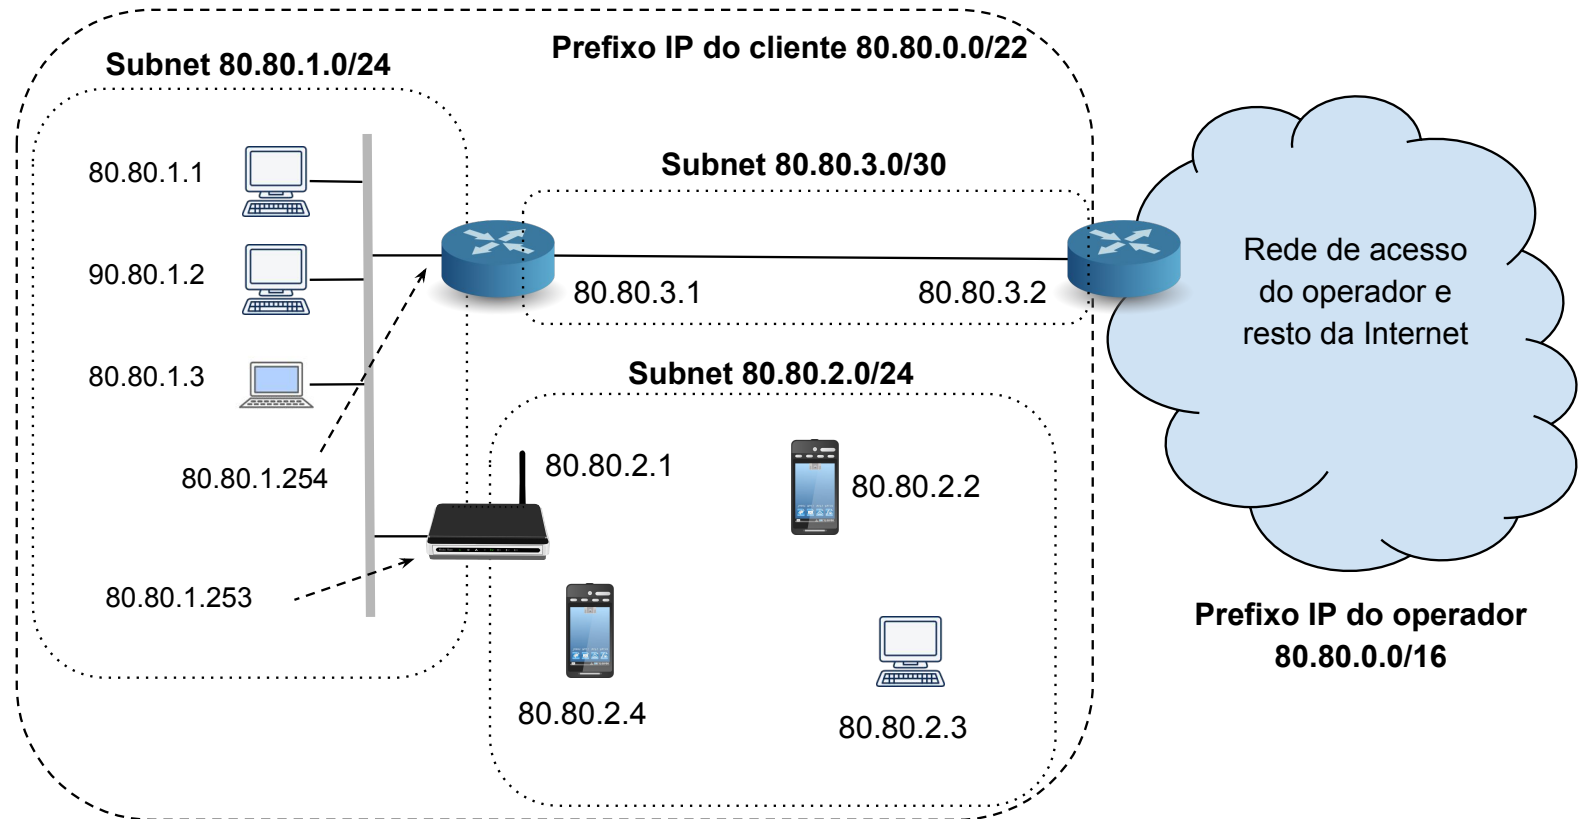 Prefixo IP do cliente 80.80.0.0/22
Subnet 80.80.1.0/24
80.80.1.1
90.80.1.2
80.80.1.3
80.80.1.254
80.80.1.253
Subnet 80.80.3.0/30
80.80.3.1
80.80.3.2
Subnet 80.80.2.0/24
80.80.2.1
80.80.2.2
80.80.2.4
80.80.2.3
Rede de acesso
do operador e
resto da Internet
Prefixo IP do operador
80.80.0.0/16